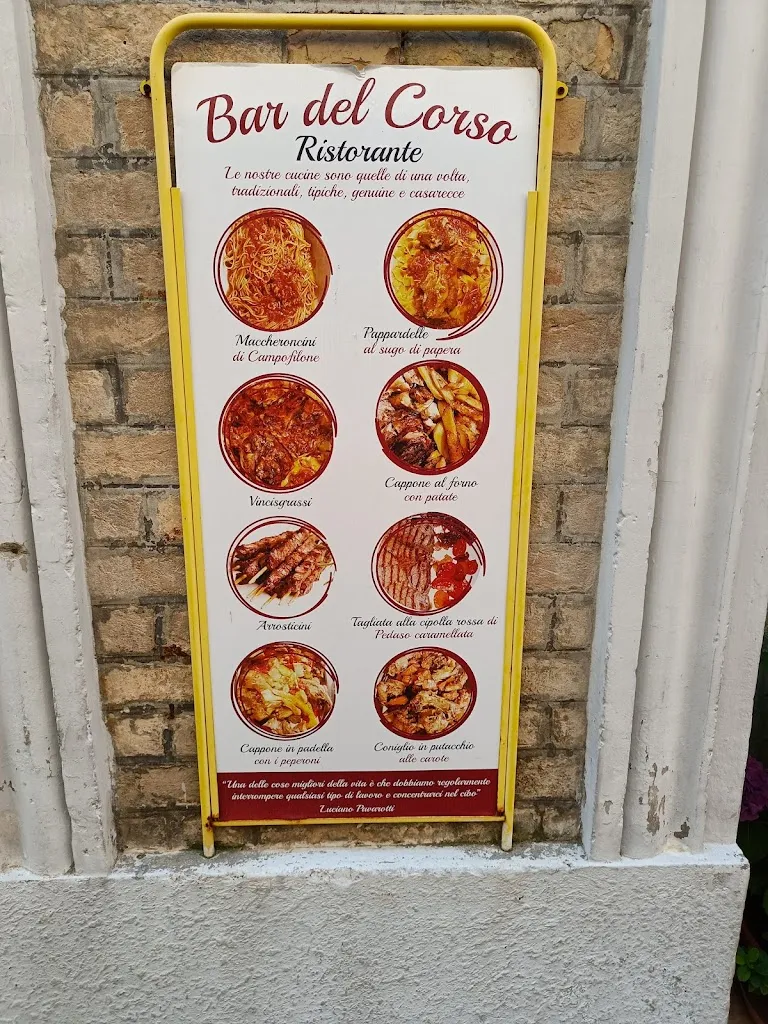 Bar del Corso
Ristorante
Le nostre cucine sono quelle di una volta,
tradizionali, tipiche, genuine e casarecce
Maccheroncini
di Campofilone
Pappardelle
al sugo di papera
Vincisgrassi
Cappone al forno
con patate
Arrosticini
Tagliata alla cipolla rossa di
Pedaso caramellata
Cappone in padella
con i peperoni
Coniglio in putacchio
alle carote
"Una delle cose migliori della vita è che dobbiamo regolarmente
interrompere qualsiasi tipo di lavoro e concentrarci nel cibo"
Luciano Pavarotti